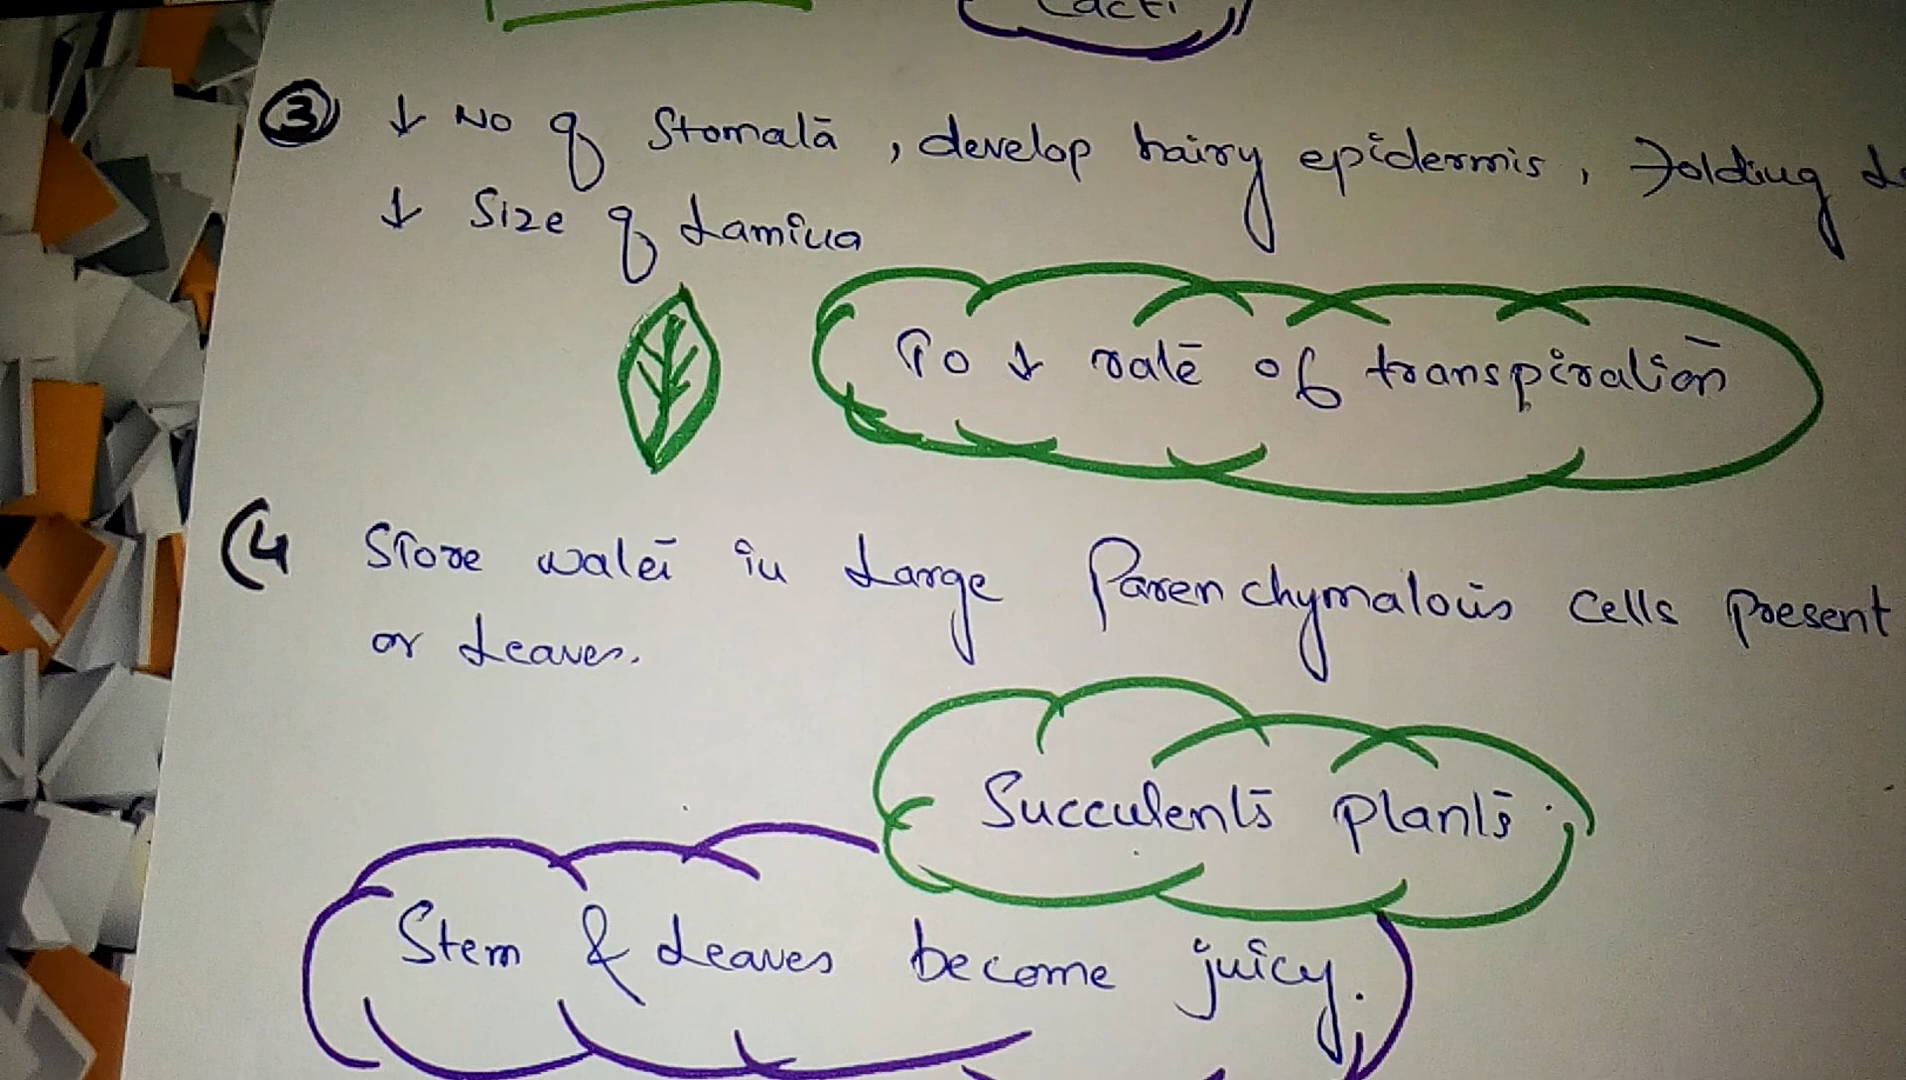 Cacti
③ ↓ No of Stomata, develop hairy epidermis, Folding
↓ Size of Lamina
To ↓ rate of transpiration
(4 Store water in Large Parenchymatous cells present
or Leaves.
Succulents plants.
Stem & Leaves become juicy.